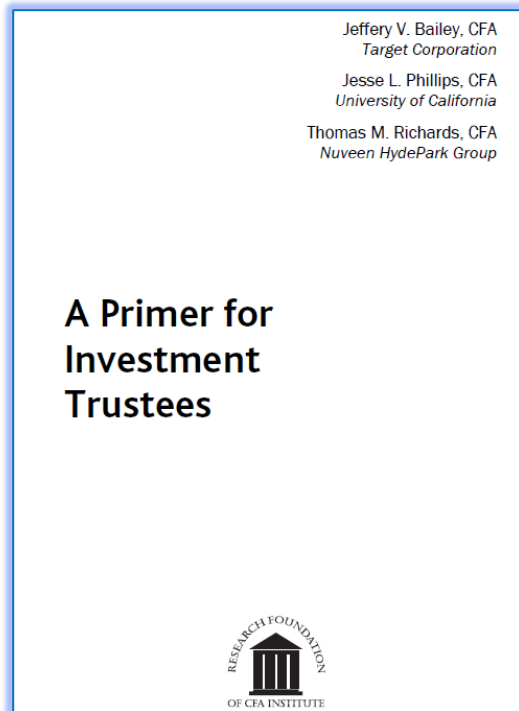 Jeffery V. Bailey, CFA
Target Corporation
Jesse L. Phillips, CFA
University of California
Thomas M. Richards, CFA
Nuveen HydePark Group
A Primer for
Investment
Trustees
RESEARCH FOUNDATION
OF CFA INSTITUTE